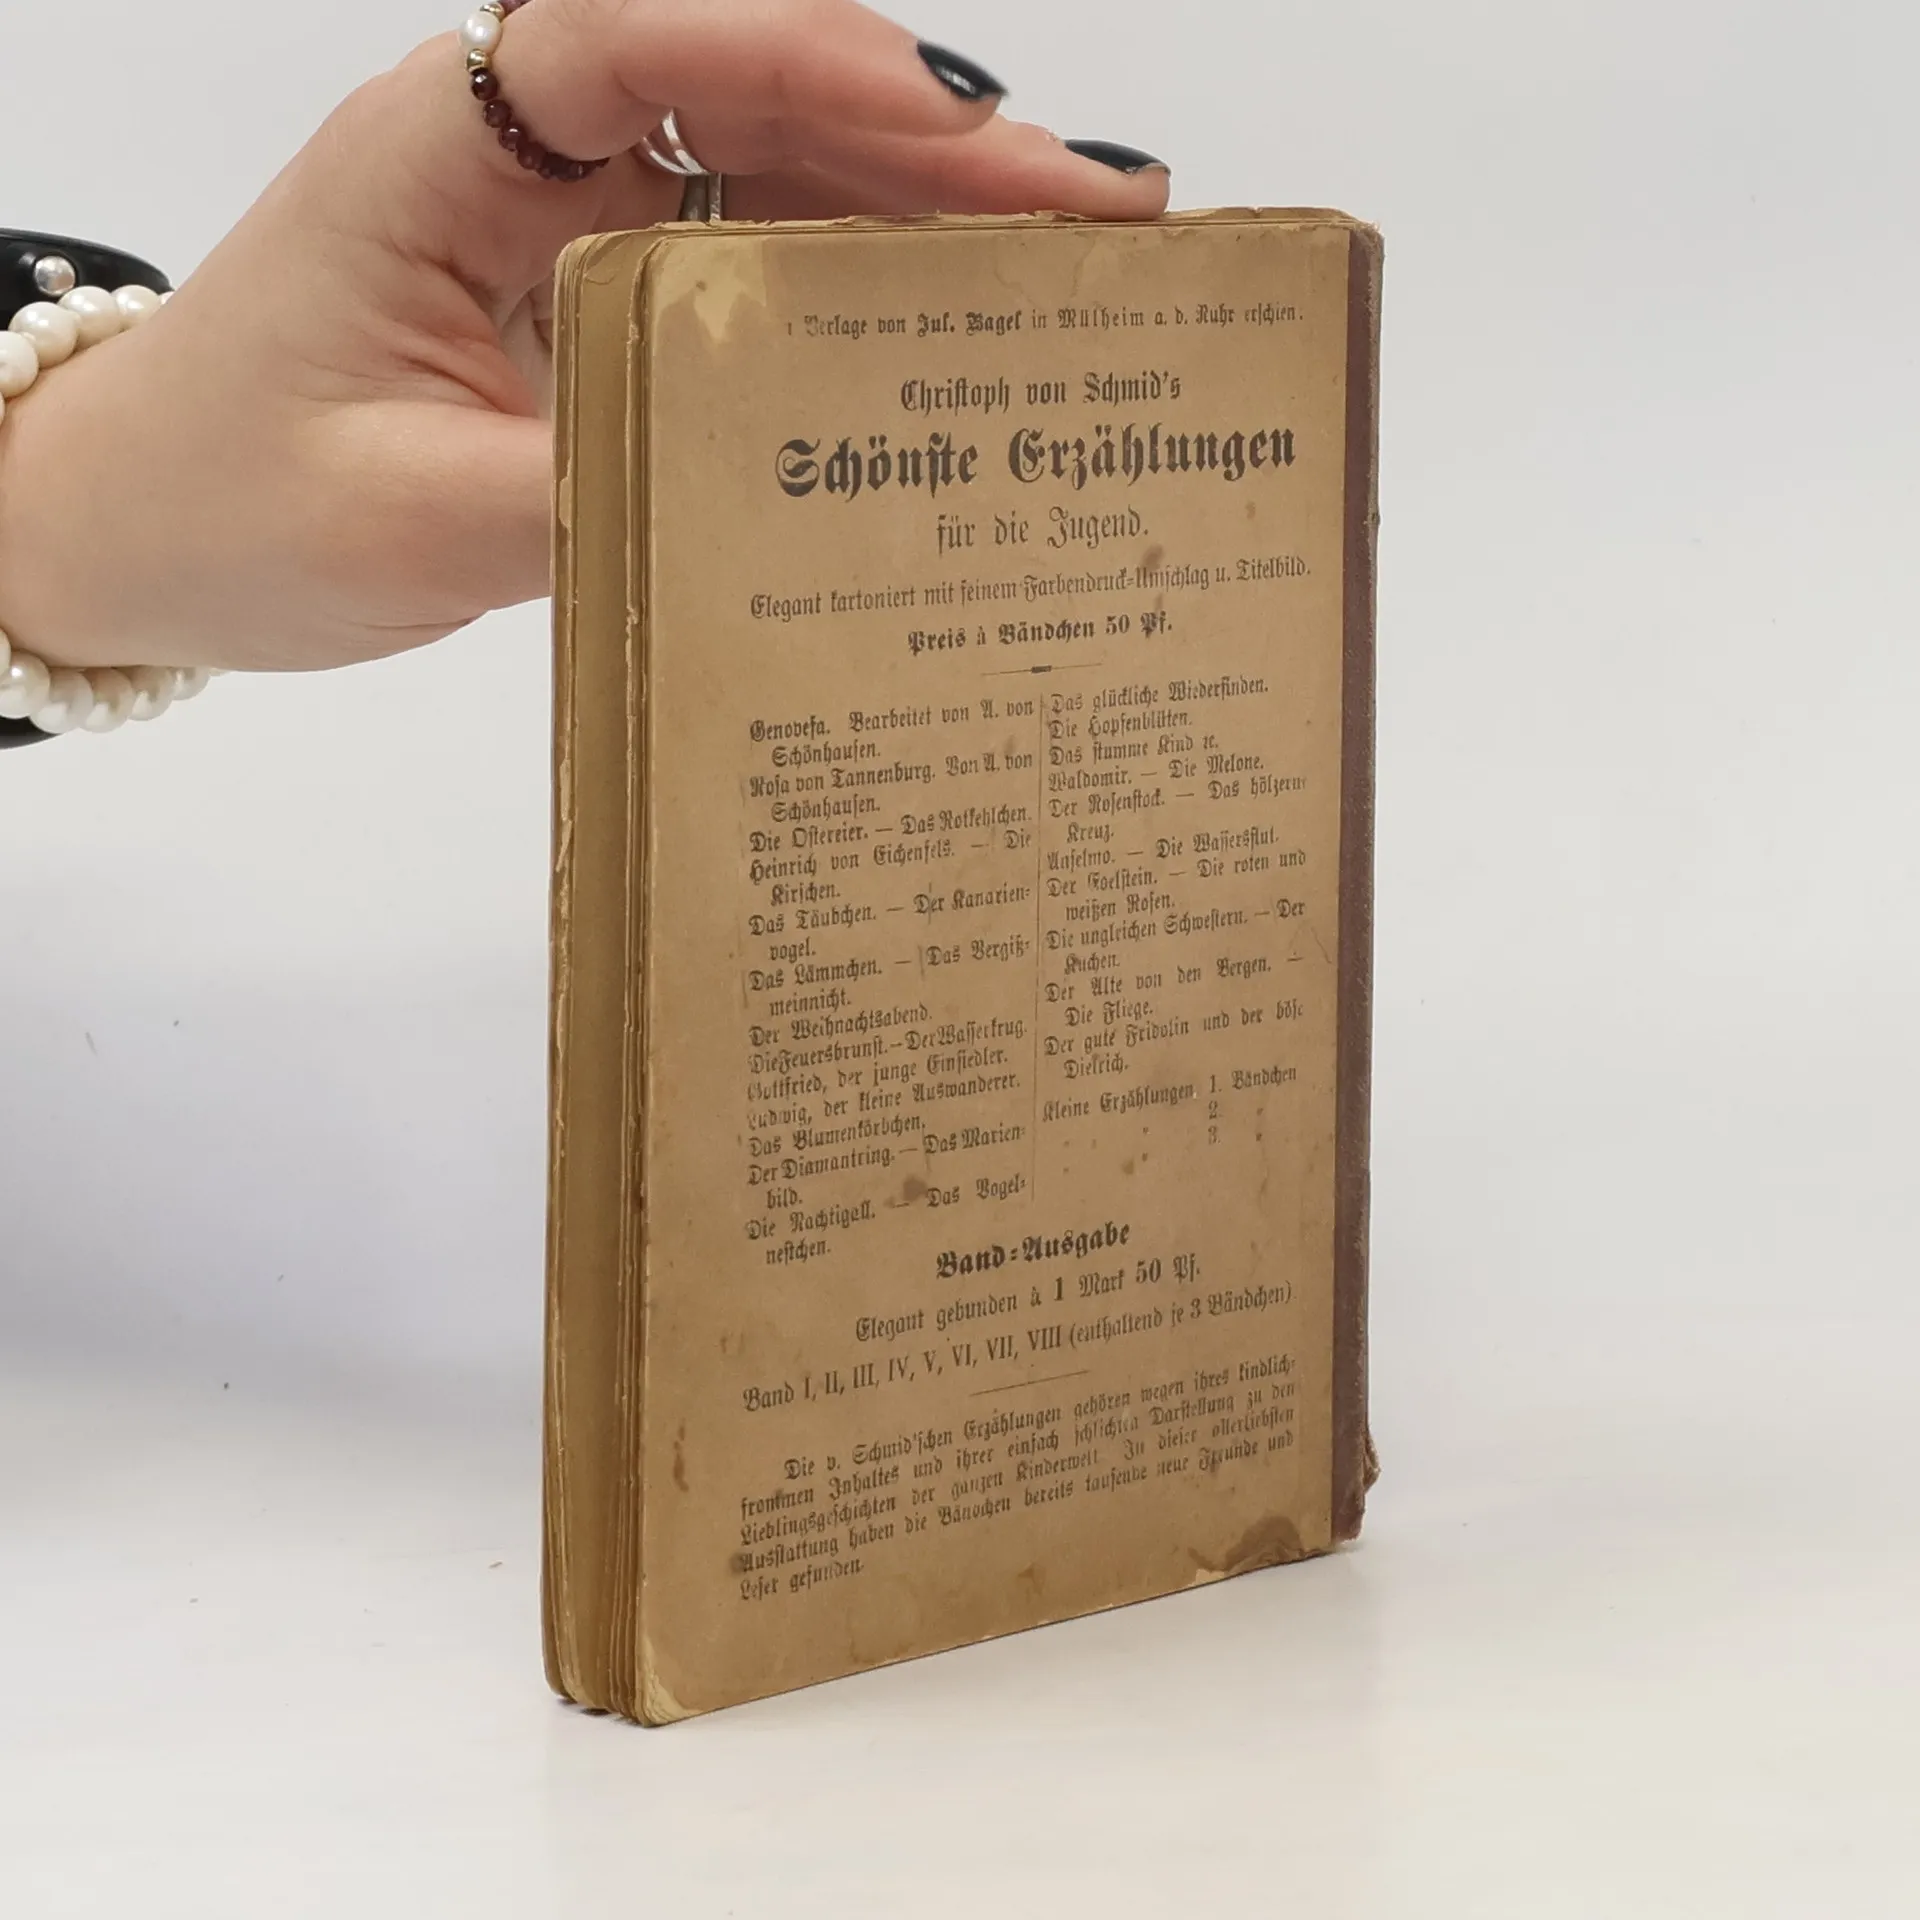 Verlage von Jul. Bagel in Mülheim a. d. Ruhr erschien.
Christoph von Schmid's
Schönste Erzählungen
für die Jugend.
Elegant kartoniert mit feinem Farbendruck-Umschlag u. Titelbild.
Preis à Bändchen 50 Pf.
Genovefa. Bearbeitet von A. von
Schönhausen.
Rosa von Tannenburg. Von A. von
Schönhausen.
Die Ostereier. — Das Rotkehlchen.
Heinrich von Eichenfels. — Die
Kirschen.
Das Täubchen. — Der Kanarien-
vogel.
Das Lämmchen. — Das Vergiß-
meinnicht.
Der Weihnachtsabend.
Die Feuersbrunst. — Der Wasserkrug.
Gottfried, der junge Einsiedler.
Ludwig, der kleine Auswanderer.
Das Blumenkörbchen.
Der Diamantring. — Das Marien-
bild.
Die Nachtigall. — Das Vogel-
nestchen.
Das glückliche Wiederfinden.
Die Hopfenblüten.
Das stumme Kind ꝛc.
Waldomir. — Die Melone.
Der Rosenstock. — Das hölzerne
Kreuz.
Anselmo. — Die Wassersflut.
Der Edelstein. — Die roten und
weißen Rosen.
Die ungleichen Schwestern. — Der
Kuchen.
Der Alte von den Bergen. —
Die Fliege.
Der gute Fridolin und der böse
Dietrich.
Kleine Erzählungen 1. Bändchen
" 2. "
" 3. "
Band-Ausgabe
Elegant gebunden à 1 Mark 50 Pf.
Band I, II, III, IV, V, VI, VII, VIII (enthaltend je 3 Bändchen)
Die v. Schmid'schen Erzählungen gehören wegen ihres kindlich-
frommen Inhaltes und ihrer einfach schlichten Darstellung zu den
Lieblingsgeschichten der ganzen Kinderwelt. In dieser allerliebsten
Ausstattung haben die Bändchen bereits tausende neue Freunde und
Leser gefunden.